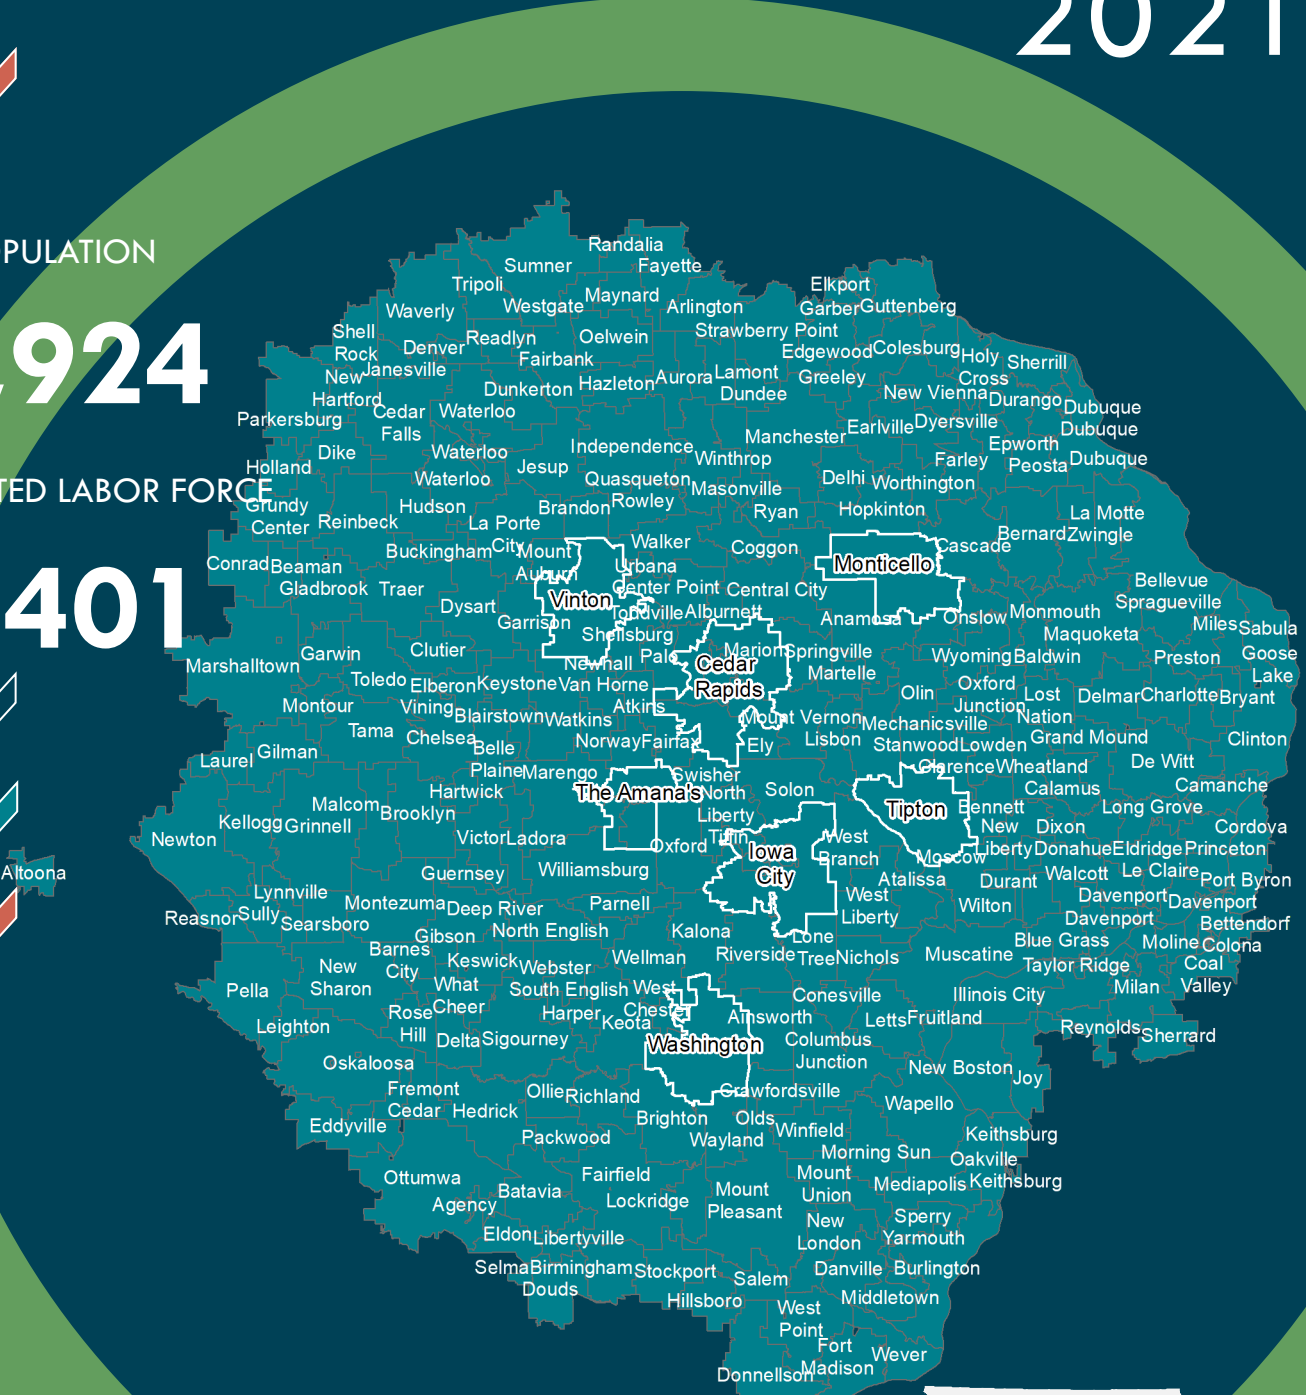 2021
PULATION
,924
TED LABOR FORCE
401
Randalia
Sumner
Fayette
Tripoli
Elkport
Maynard
Westgate
Arlington
Garber
Guttenberg
Waverly
Shell
Rock
Strawberry Point
Readlyn
Oelwein
Denver
Edgewood
Colesburg
Holy
Cross
Sherrill
Fairbank
Janesville
New
Hartford
Hazleton
Aurora
Lamont
Greeley
Dunkerton
Dundee
New Vienna
Durango
Dubuque
Parkersburg
Cedar
Falls
Waterloo
Earlville
Dyersville
Dubuque
Manchester
Independence
Epworth
Dike
Waterloo
Winthrop
Farley
Peosta
Dubuque
Holland
Jesup
Waterloo
Quasqueton
Masonville
Delhi
Worthington
Grundy
Center
Hudson
Brandon
Rowley
Ryan
Hopkinton
La Motte
Reinbeck
La Porte
City
Bernard
Zwingle
Buckingham
Mount
Auburn
Walker
Coggon
Cascade
Conrad
Beaman
Urbana
Monticello
Gladbrook
Traer
Center Point
Central City
Bellevue
Vinton
Spragueville
Dysart
Toddville
Alburnett
Anamosa
Onslow
Monmouth
Garrison
Miles
Sabula
Shellsburg
Maquoketa
Garwin
Clutier
Palo
Marion
Springville
Wyoming
Baldwin
Preston
Goose
Lake
Marshalltown
Newhall
Cedar
Rapids
Martelle
Toledo
Elberon
Keystone
Van Horne
Olin
Oxford
Junction
Lost
Nation
Delmar
Charlotte
Bryant
Montour
Vining
Atkins
Blairstown
Watkins
Mount Vernon
Mechanicsville
Tama
Chelsea
Norway
Fairfax
Ely
Lisbon
Stanwood
Lowden
Grand Mound
Clinton
Gilman
Belle
Plaine
Laurel
Clarence
Wheatland
De Witt
Marengo
Swisher
Hartwick
The Amana's
North
Liberty
Solon
Calamus
Camanche
Malcom
Tipton
Bennett
Long Grove
Kellogg
Grinnell
Brooklyn
New
Liberty
Dixon
Cordova
Newton
Victor
Ladora
Tiffin
Oxford
West
Branch
Donahue
Eldridge
Princeton
Iowa
City
Moscow
Altoona
Guernsey
Williamsburg
Atalissa
Durant
Walcott
Le Claire
Port Byron
Lynnville
Montezuma
Deep River
Parnell
West
Liberty
Wilton
Davenport
Davenport
Reasnor
Sully
Searsboro
North English
Kalona
Davenport
Bettendorf
Gibson
Lone
Tree
Blue Grass
Moline
Colona
Barnes
City
Keswick
Webster
Wellman
Riverside
Nichols
Muscatine
Taylor Ridge
Coal
Valley
New
Sharon
What
Cheer
South English
West
Chester
Conesville
Illinois City
Milan
Pella
Rose
Hill
Harper
Keota
Ainsworth
Letts
Fruitland
Leighton
Reynolds
Sherrard
Delta
Sigourney
Washington
Columbus
Junction
Oskaloosa
New Boston
Joy
Fremont
Ollie
Richland
Crawfordsville
Wapello
Cedar
Hedrick
Brighton
Olds
Eddyville
Winfield
Keithsburg
Packwood
Wayland
Morning Sun
Oakville
Ottumwa
Fairfield
Mount
Union
Mediapolis
Keithsburg
Batavia
Lockridge
Mount
Pleasant
Agency
New
London
Sperry
Eldon
Libertyville
Yarmouth
Selma
Birmingham
Stockport
Salem
Danville
Burlington
Douds
Hillsboro
Middletown
West
Point
Fort
Madison
Wever
Donnellson